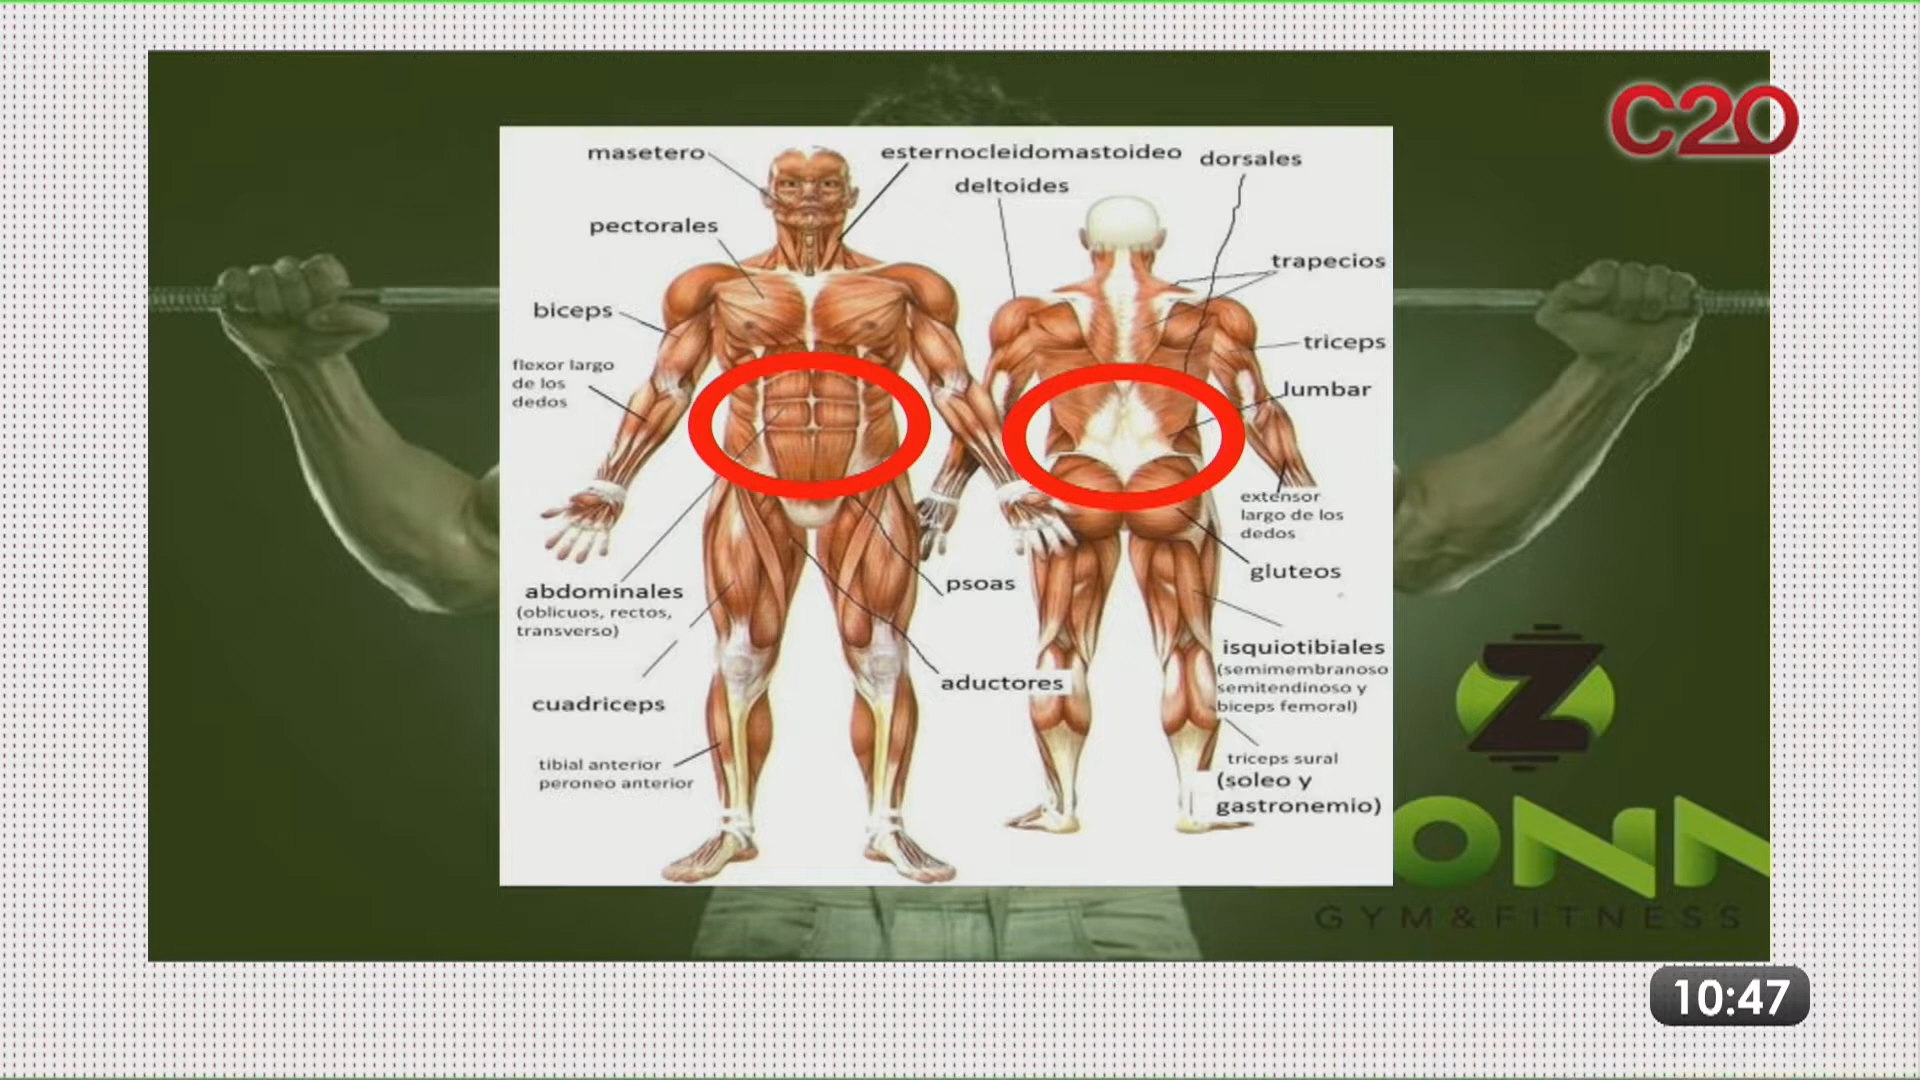 C20
masetero
esternocleidomastoideo
dorsales
deltoides
pectorales
trapecios
biceps
triceps
flexor largo
de los
dedos
lumbar
extensor
largo de los
dedos
gluteos
abdominales
(oblicuos, rectos,
transverso)
psoas
isquiotibiales
(semimembranoso
semitendinoso y
biceps femoral)
aductores
cuadriceps
tibial anterior
peroneo anterior
triceps sural
(soleo y
gastronemio)
Z
ONN
GYM&FITNESS
10:47